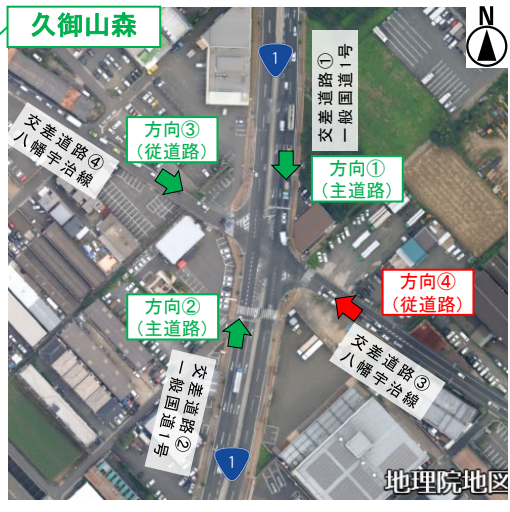 久御山森
N
1
交差道路①
一般国道1号
交差道路④
八幡宇治線
方向③
（従道路）
方向①
（主道路）
方向④
（従道路）
方向②
（主道路）
交差道路③
八幡宇治線
交差道路②
一般国道1号
1
地理院地図